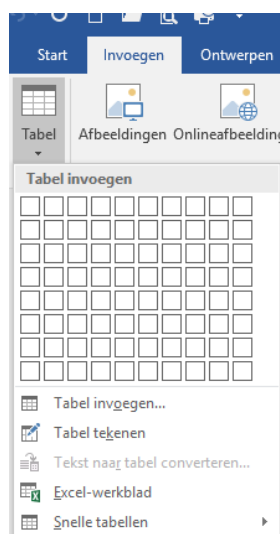 Start Invoegen Ontwerpen
Tabel Afbeeldingen Onlineafbeelding
Tabel invoegen
Tabel invoegen...
Tabel tekenen
Tekst naar tabel converteren...
Excel-werkblad
Snelle tabellen